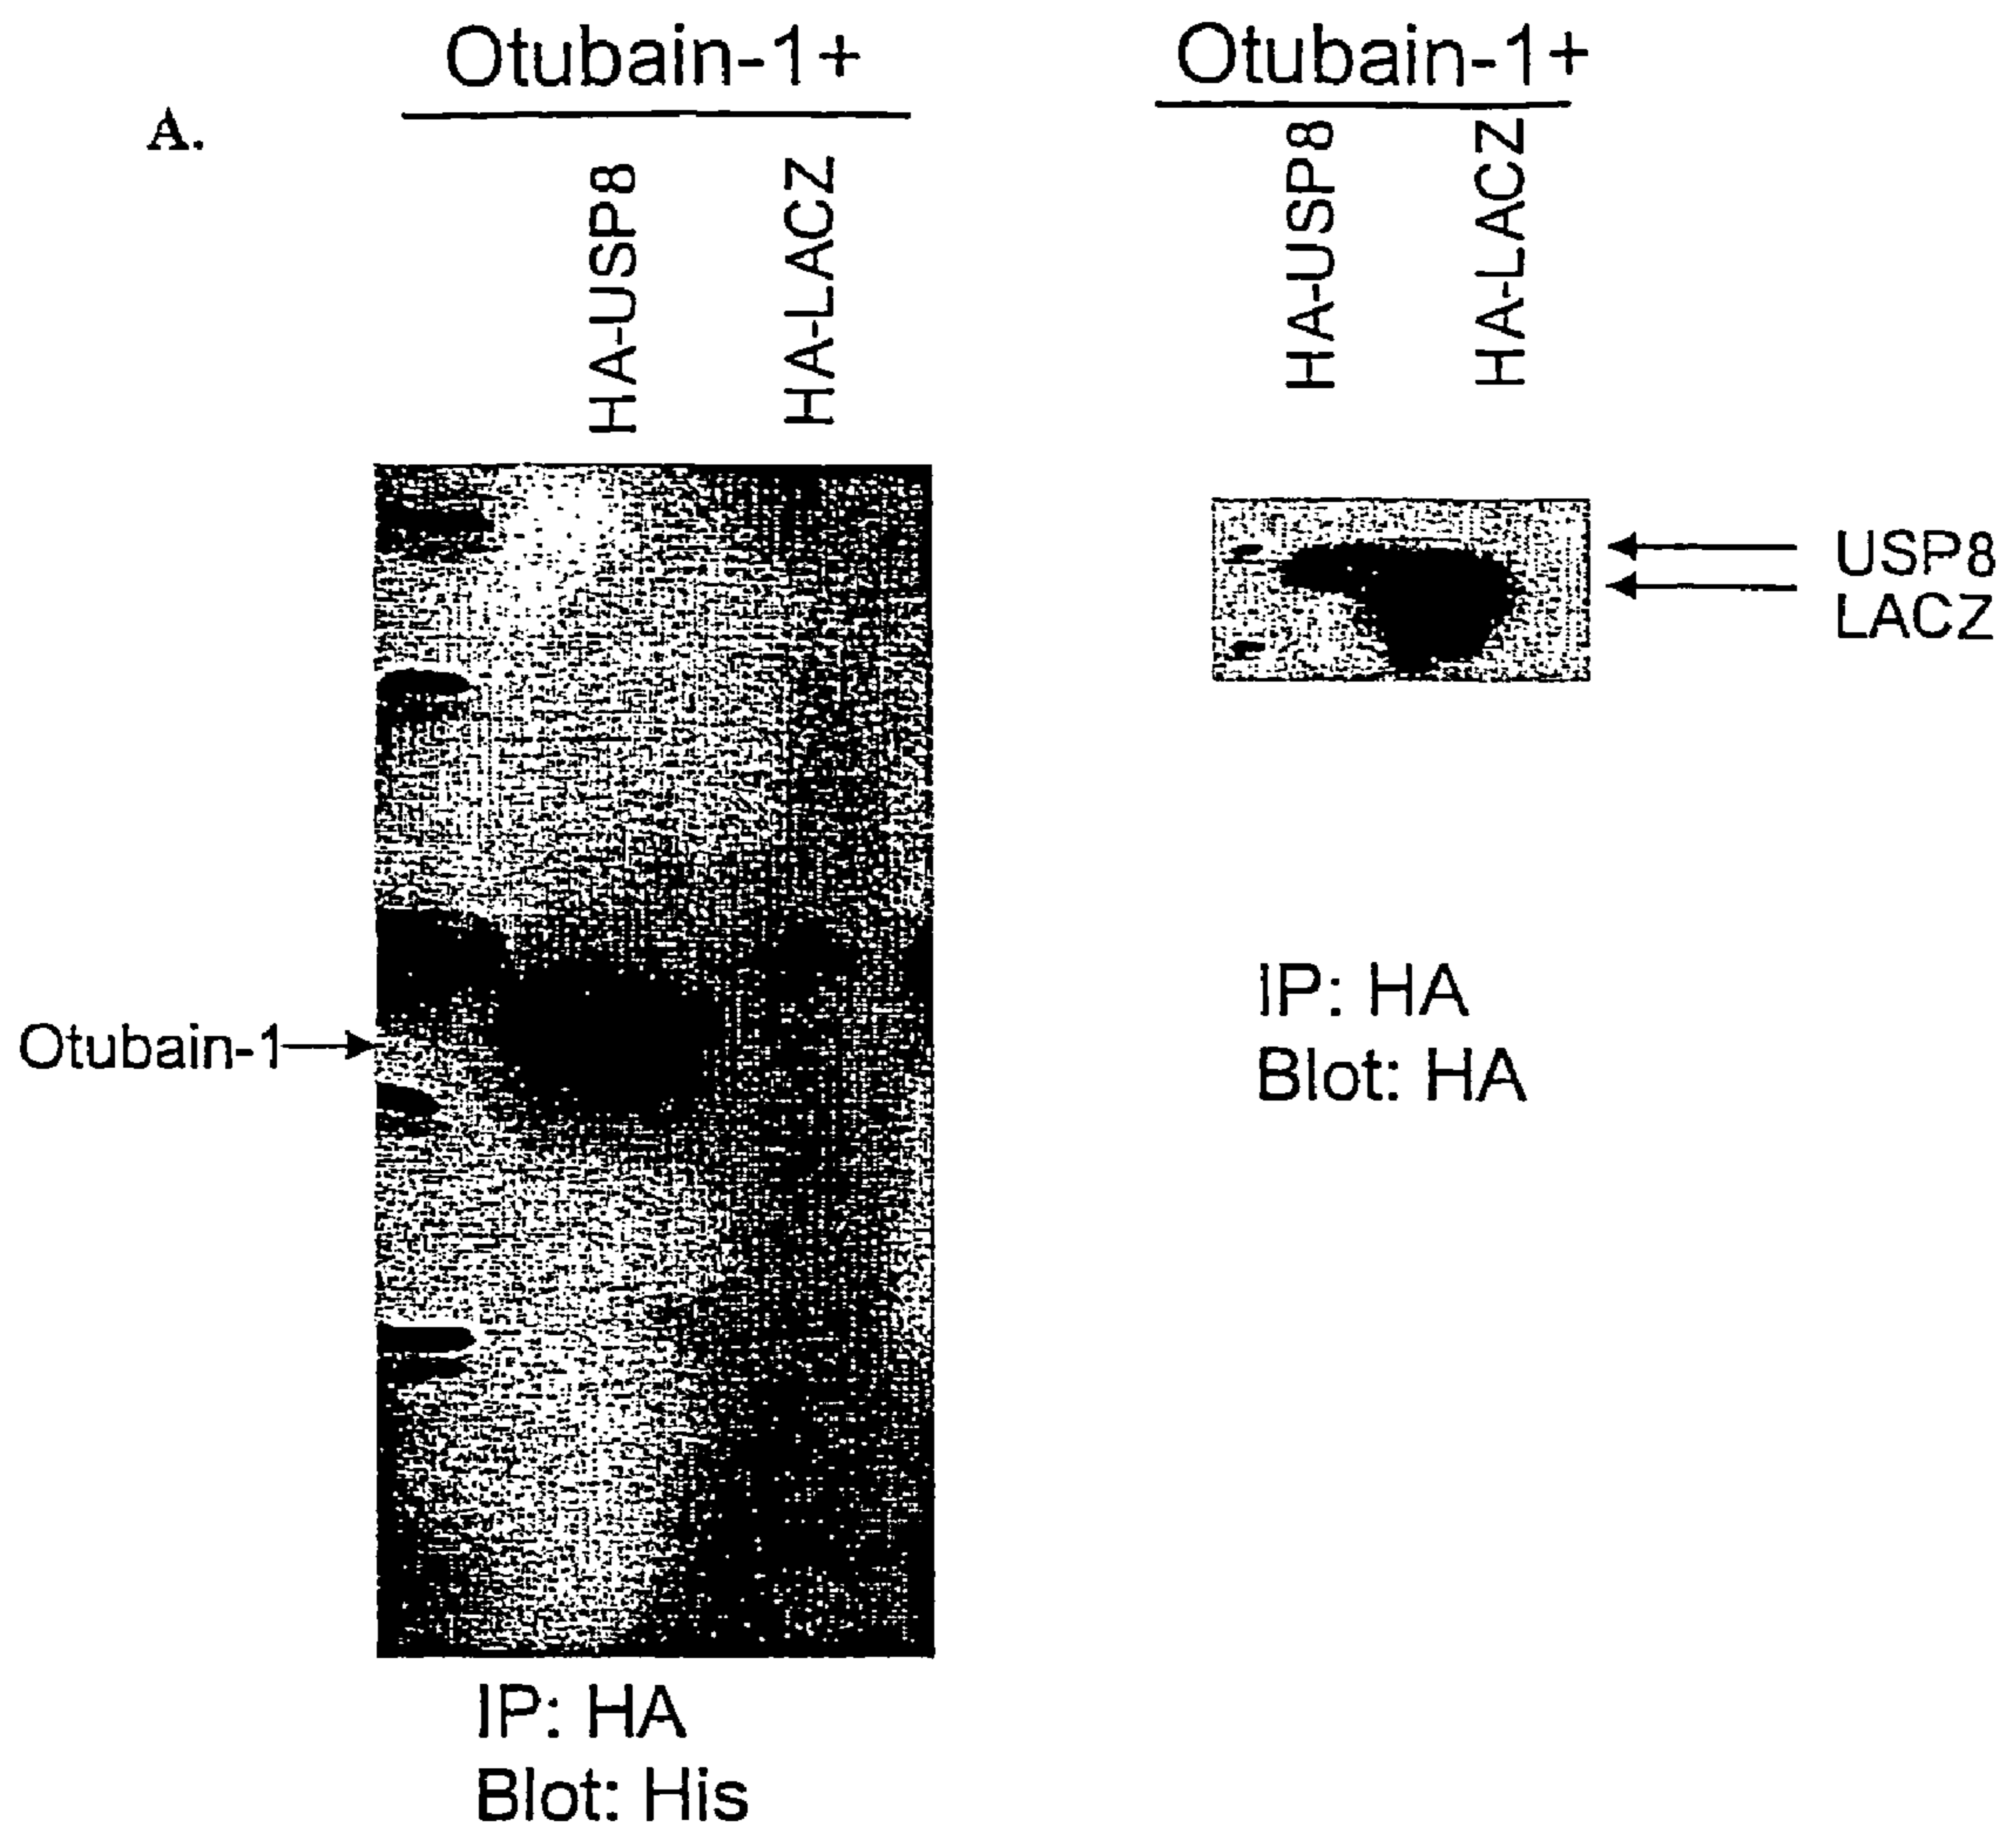 A.
Otubain-1+
HA-USP8
HA-LACZ
Otubain-1
IP: HA
Blot: His
Otubain-1+
HA-USP8
HA-LACZ
USP8
LACZ
IP: HA
Blot: HA